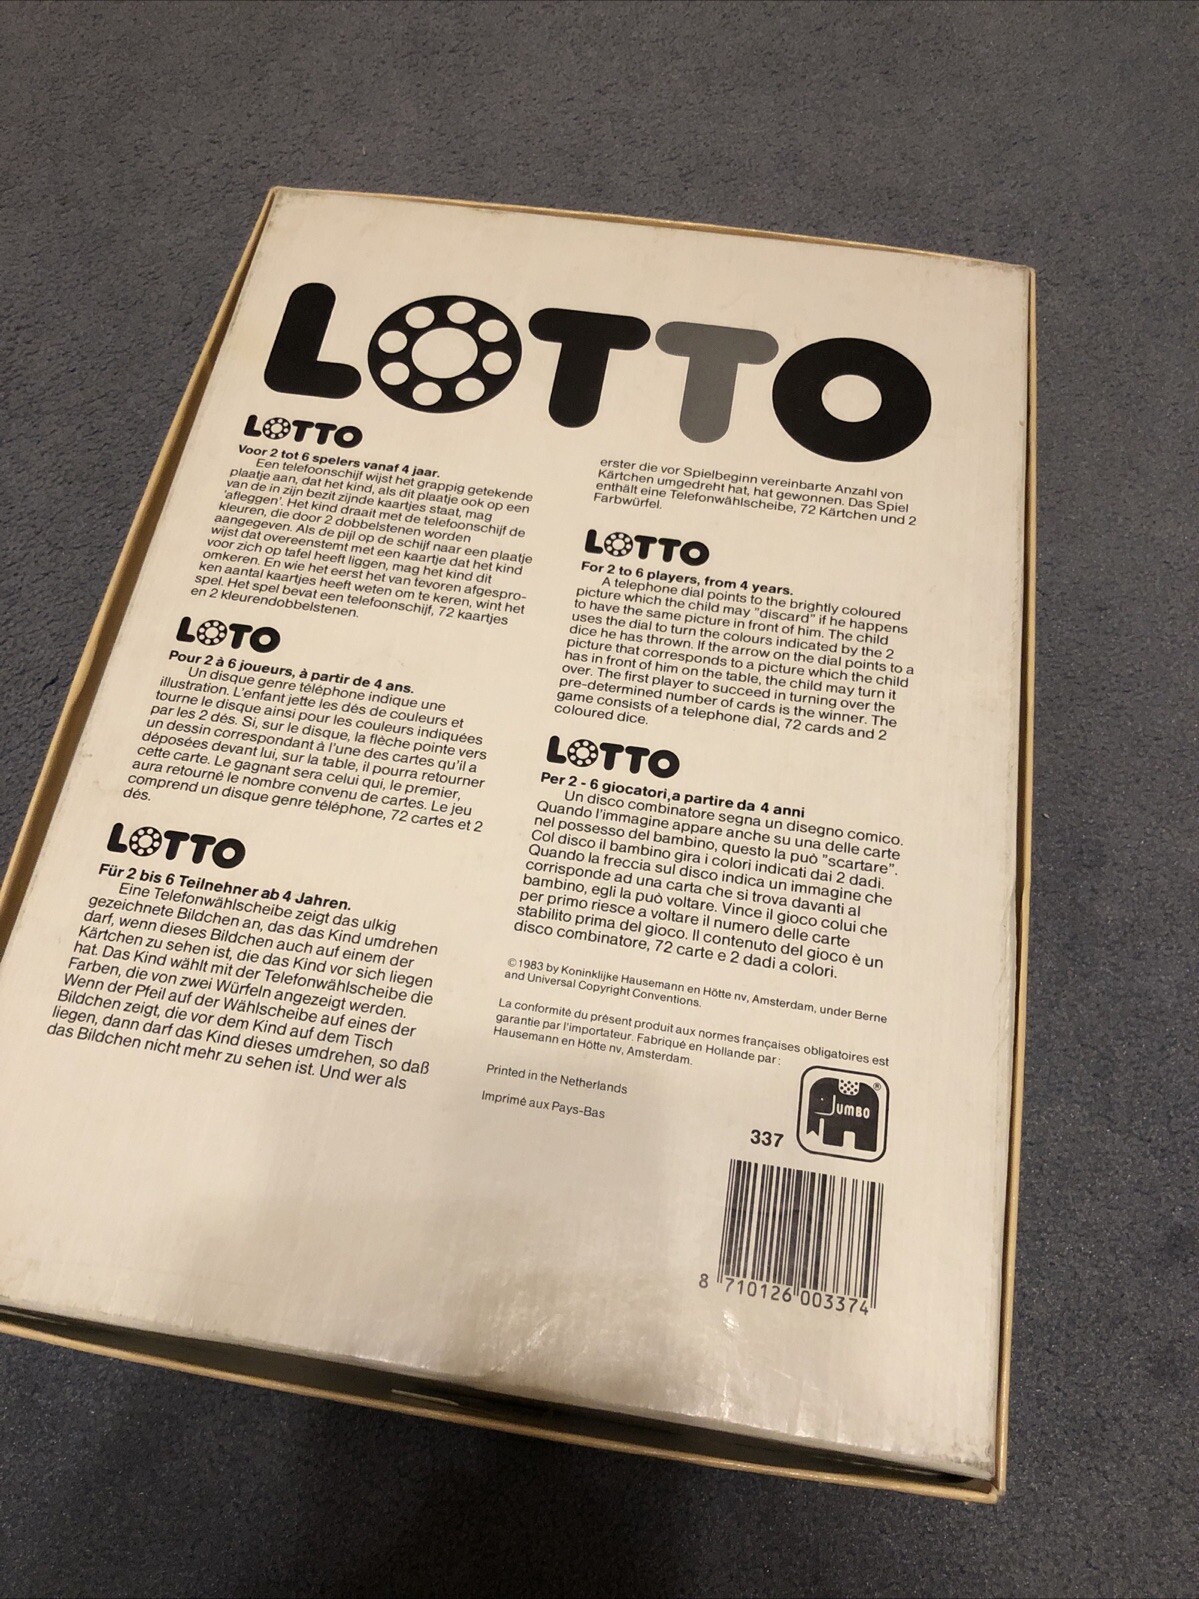 LOTTO
LOTTO
Voor 2 tot 6 spelers vanaf 4 jaar.
Een telefoonschijf wijst het grappig getekende
plaatje aan, dat het kind, als dit plaatje ook op een
van de in zijn bezit zijnde kaartjes staat, mag
'afleggen'. Het kind draait met de telefoonschijf de
kleuren, die door 2 dobbelstenen worden
aangegeven. Als de pijl op de schijf naar een plaatje
wijst dat overeenstemt met een kaartje dat het kind
voor zich op tafel heeft liggen, mag het kind dit
omkeren. En wie het eerst het van tevoren afgespro-
ken aantal kaartjes heeft weten om te keren, wint het
spel. Het spel bevat een telefoonschijf, 72 kaartjes
en 2 kleurendobbelstenen.
LOTO
Pour 2 à 6 joueurs, à partir de 4 ans.
Un disque genre téléphone indique une
illustration. L'enfant jette les dés de couleurs et
tourne le disque ainsi pour les couleurs indiquées
par les 2 dés. Si, sur le disque, la flèche pointe vers
un dessin correspondant à l'une des cartes qu'il a
déposées devant lui, sur la table, il pourra retourner
cette carte. Le gagnant sera celui qui, le premier,
aura retourné le nombre convenu de cartes. Le jeu
comprend un disque genre téléphone, 72 cartes et 2
dés.
LOTTO
Für 2 bis 6 Teilnehmer ab 4 Jahren.
Eine Telefonwählscheibe zeigt das ulkig
gezeichnete Bildchen an, das das Kind umdrehen
darf, wenn dieses Bildchen auch auf einem der
Kärtchen zu sehen ist, die das Kind vor sich liegen
hat. Das Kind wählt mit der Telefonwählscheibe die
Farben, die von zwei Würfeln angezeigt werden.
Wenn der Pfeil auf der Wählscheibe auf eines der
Bildchen zeigt, die vor dem Kind auf dem Tisch
liegen, dann darf das Kind dieses umdrehen, so daß
das Bildchen nicht mehr zu sehen ist. Und wer als
erster die vor Spielbeginn vereinbarte Anzahl von
Kärtchen umgedreht hat, hat gewonnen. Das Spiel
enthält eine Telefonwählscheibe, 72 Kärtchen und 2
Farbwürfel.
LOTTO
For 2 to 6 players, from 4 years.
A telephone dial points to the brightly coloured
picture which the child may "discard" if he happens
to have the same picture in front of him. The child
uses the dial to turn the colours indicated by the 2
dice he has thrown. If the arrow on the dial points to a
picture that corresponds to a picture which the child
has in front of him on the table, the child may turn it
over. The first player to succeed in turning over the
pre-determined number of cards is the winner. The
game consists of a telephone dial, 72 cards and 2
coloured dice.
LOTTO
Per 2 - 6 giocatori, a partire da 4 anni
Un disco combinatore segna un disegno comico.
Quando l'immagine appare anche su una delle carte
nel possesso del bambino, questo la può "scartare".
Col disco il bambino gira i colori indicati dai 2 dadi.
Quando la freccia sul disco indica un immagine che
corrisponde ad una carta che si trova davanti al
bambino, egli la può voltare. Vince il gioco colui che
per primo riesce a voltare il numero delle carte
stabilito prima del gioco. Il contenuto del gioco è un
disco combinatore, 72 carte e 2 dadi a colori.
© 1983 by Koninklijke Hausemann en Hötte nv, Amsterdam, under Berne
and Universal Copyright Conventions.
La conformité du présent produit aux normes françaises obligatoires est
garantie par l'importateur. Fabriqué en Hollande par:
Hausemann en Hötte nv, Amsterdam.
Printed in the Netherlands
Imprimé aux Pays-Bas
JUMBO ®
337
8 710126 003374